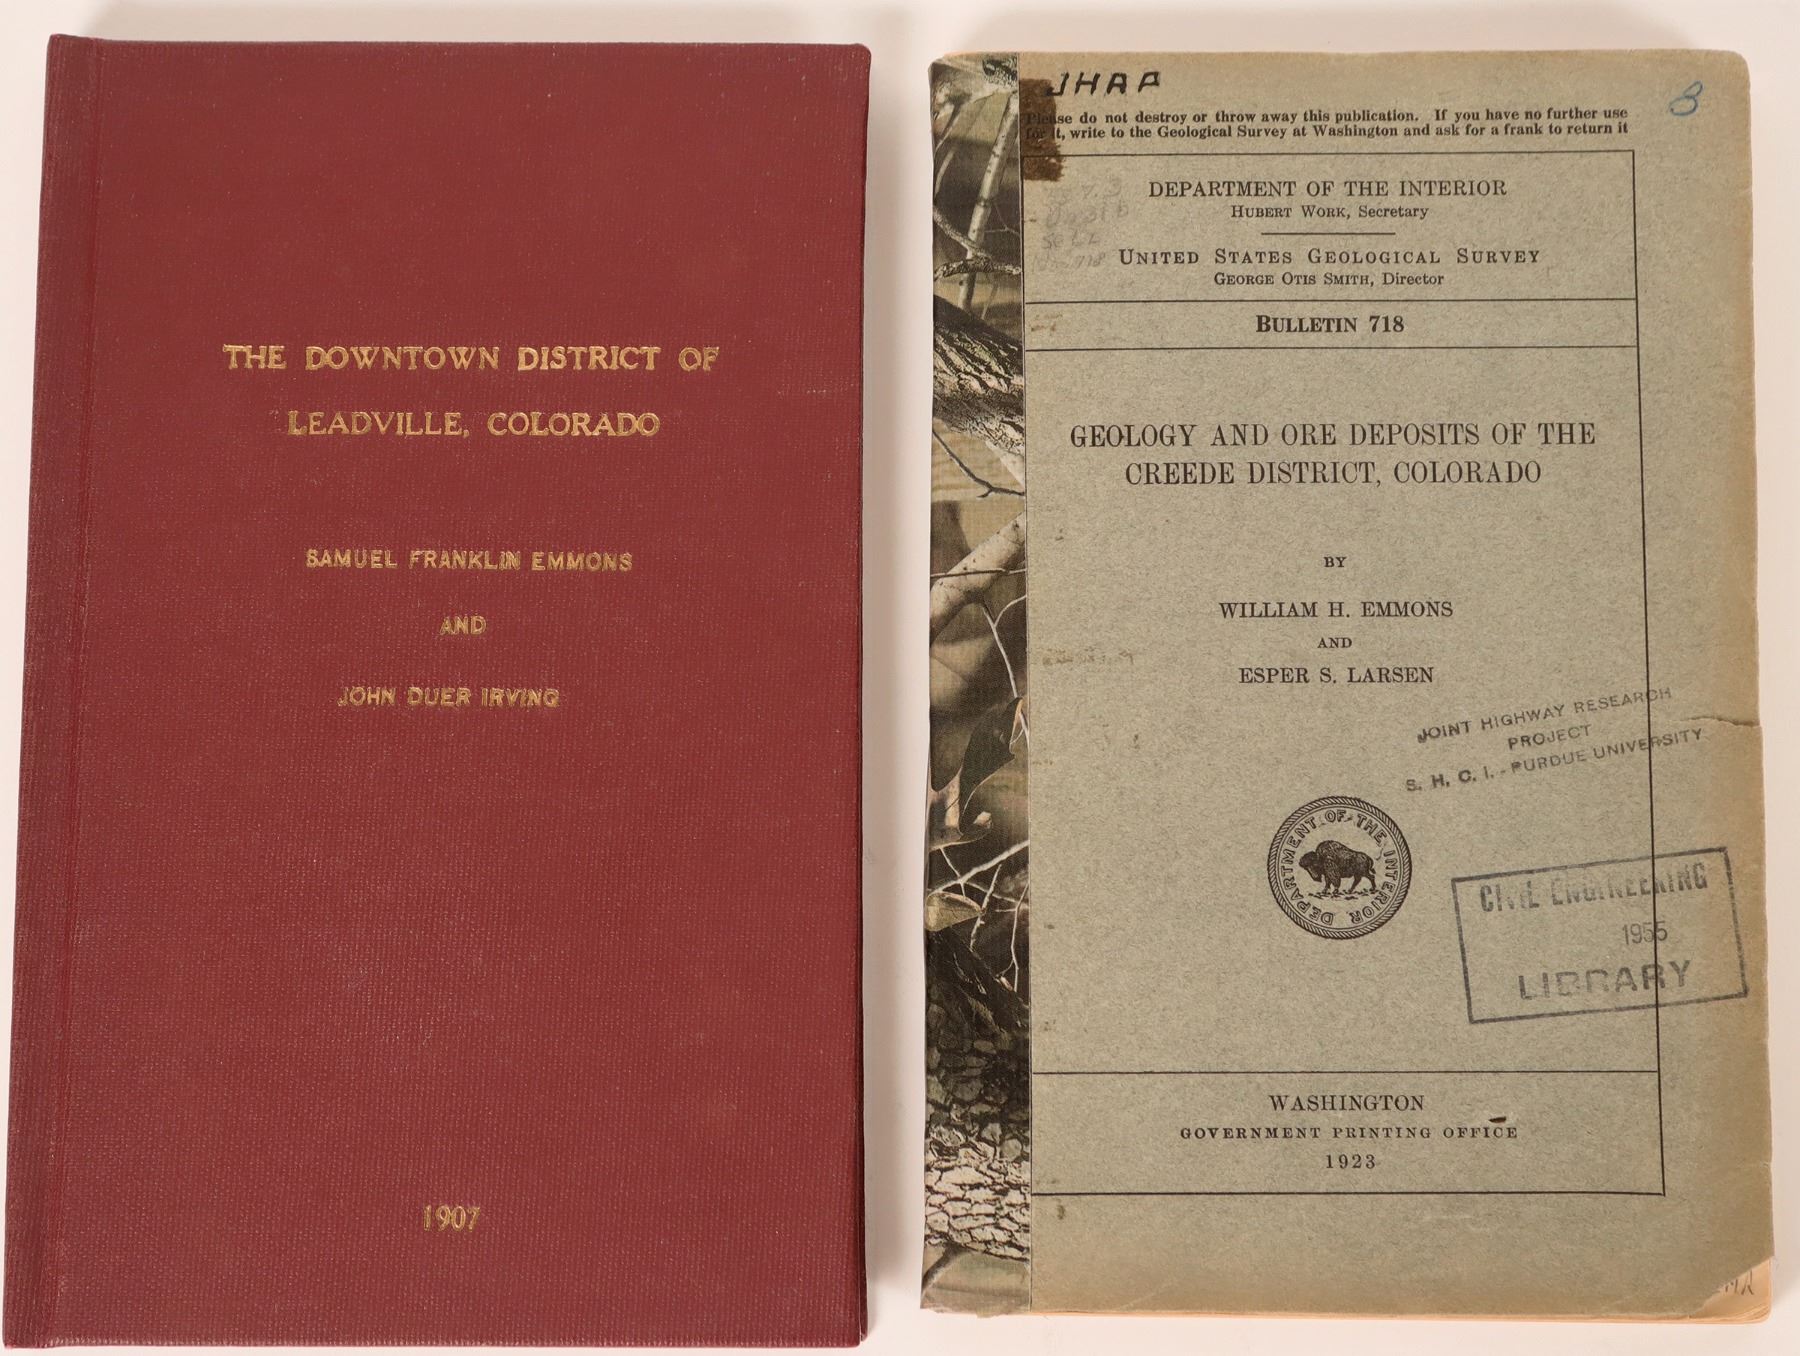 THE DOWNTOWN DISTRICT OF
LEADVILLE, COLORADO
SAMUEL FRANKLIN EMMONS
AND
JOHN DUER IRVING
1907
JHRP
8
Please do not destroy or throw away this publication. If you have no further use
for it, write to the Geological Survey at Washington and ask for a frank to return it
DEPARTMENT OF THE INTERIOR
HUBERT WORK, Secretary
UNITED STATES GEOLOGICAL SURVEY
GEORGE OTIS SMITH, Director
BULLETIN 718
GEOLOGY AND ORE DEPOSITS OF THE
CREEDE DISTRICT, COLORADO
BY
WILLIAM H. EMMONS
AND
ESPER S. LARSEN
JOINT HIGHWAY RESEARCH
PROJECT
S. H. C. I. - PURDUE UNIVERSITY
DEPARTMENT OF THE INTERIOR
CIVIL ENGINEERING
1955
LIBRARY
WASHINGTON
GOVERNMENT PRINTING OFFICE
1923